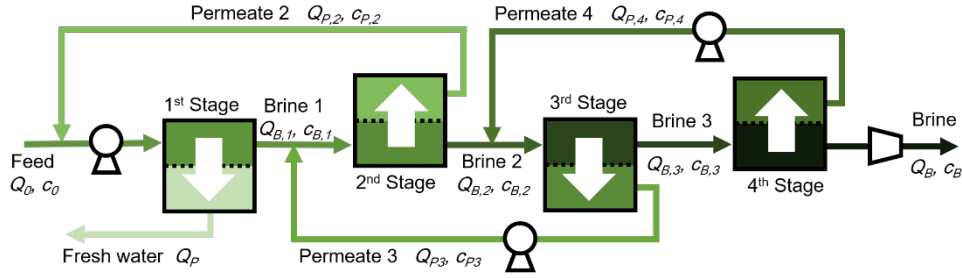 Permeate 2 Q_{P,2}, c_{P,2}
Permeate 4 Q_{P,4}, c_{P,4}
1st Stage
Brine 1
Q_{B,1}, c_{B,1}
3rd Stage
Brine 3
Brine
Feed
Q_0, c_0
2nd Stage
Brine 2
Q_{B,2}, c_{B,2}
Q_{B,3}, c_{B,3}
4th Stage
Q_B, c_B
Fresh water Q_P
Permeate 3 Q_{P3}, c_{P3}